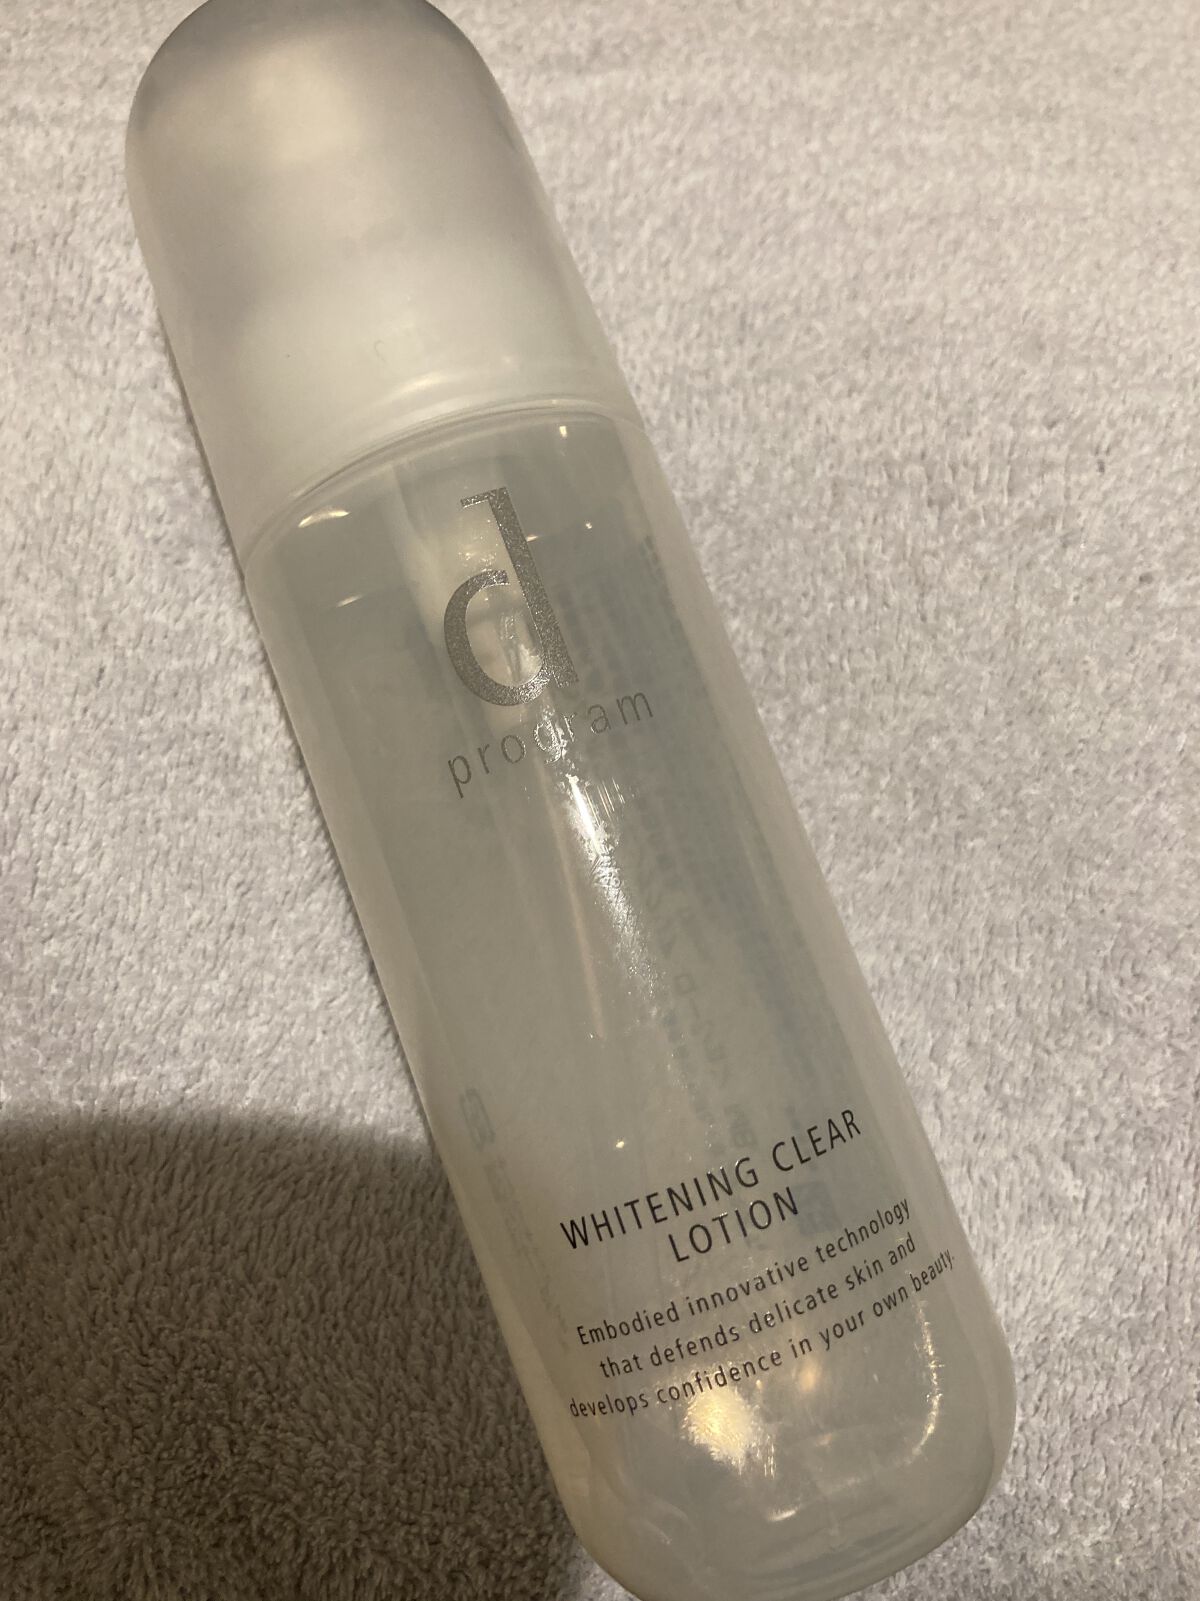 d
program
WHITENING CLEAR
LOTION
Embodied innovative technology
that defends delicate skin and
develops confidence in your own beauty.